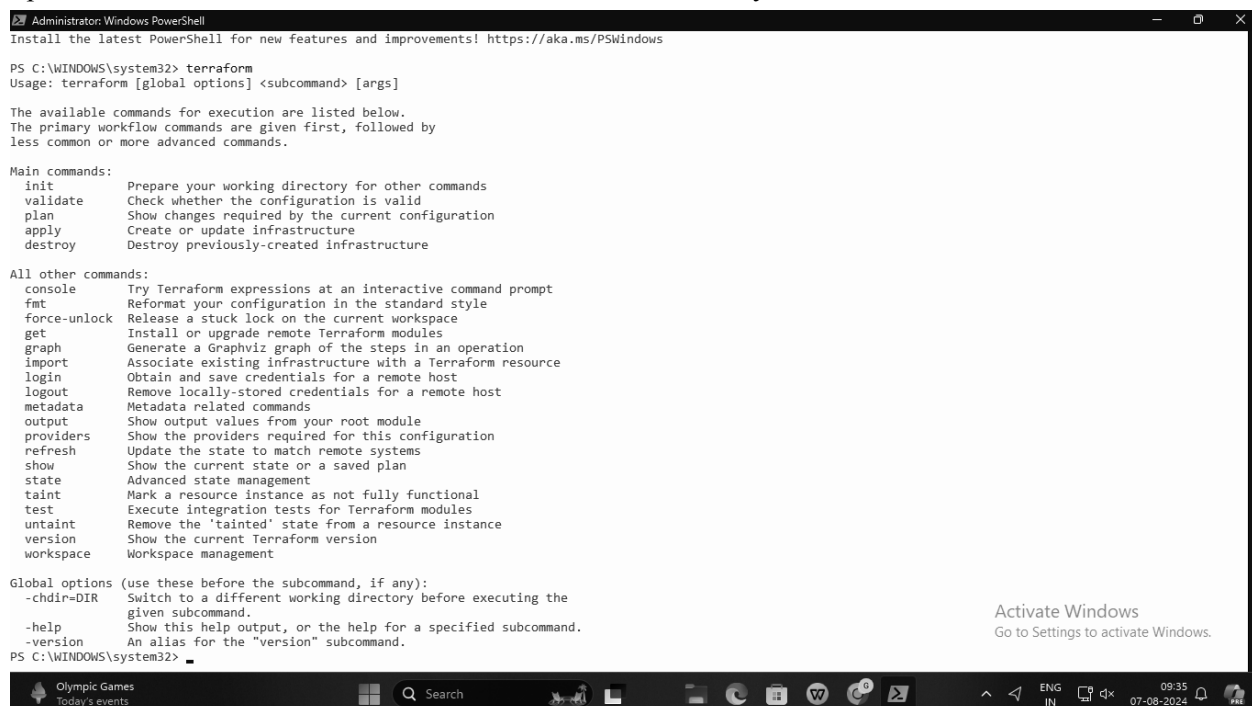 Administrator: Windows PowerShell
Install the latest PowerShell for new features and improvements! https://aka.ms/PSWindows
PS C:\WINDOWS\system32> terraform
Usage: terraform [global options] <subcommand> [args]
The available commands for execution are listed below.
The primary workflow commands are given first, followed by
less common or more advanced commands.
Main commands:
init Prepare your working directory for other commands
validate Check whether the configuration is valid
plan Show changes required by the current configuration
apply Create or update infrastructure
destroy Destroy previously-created infrastructure
All other commands:
console Try Terraform expressions at an interactive command prompt
fmt Reformat your configuration in the standard style
force-unlock Release a stuck lock on the current workspace
get Install or upgrade remote Terraform modules
graph Generate a Graphviz graph of the steps in an operation
import Associate existing infrastructure with a Terraform resource
login Obtain and save credentials for a remote host
logout Remove locally-stored credentials for a remote host
metadata Metadata related commands
output Show output values from your root module
providers Show the providers required for this configuration
refresh Update the state to match remote systems
show Show the current state or a saved plan
state Advanced state management
taint Mark a resource instance as not fully functional
test Execute integration tests for Terraform modules
untaint Remove the 'tainted' state from a resource instance
version Show the current Terraform version
workspace Workspace management
Global options (use these before the subcommand, if any):
-chdir=DIR Switch to a different working directory before executing the
given subcommand.
-help Show this help output, or the help for a specified subcommand.
-version An alias for the "version" subcommand.
PS C:\WINDOWS\system32>
Activate Windows
Go to Settings to activate Windows.
Olympic Games
Today's events
Search
ENG
IN
09:35
07-08-2024
PRE